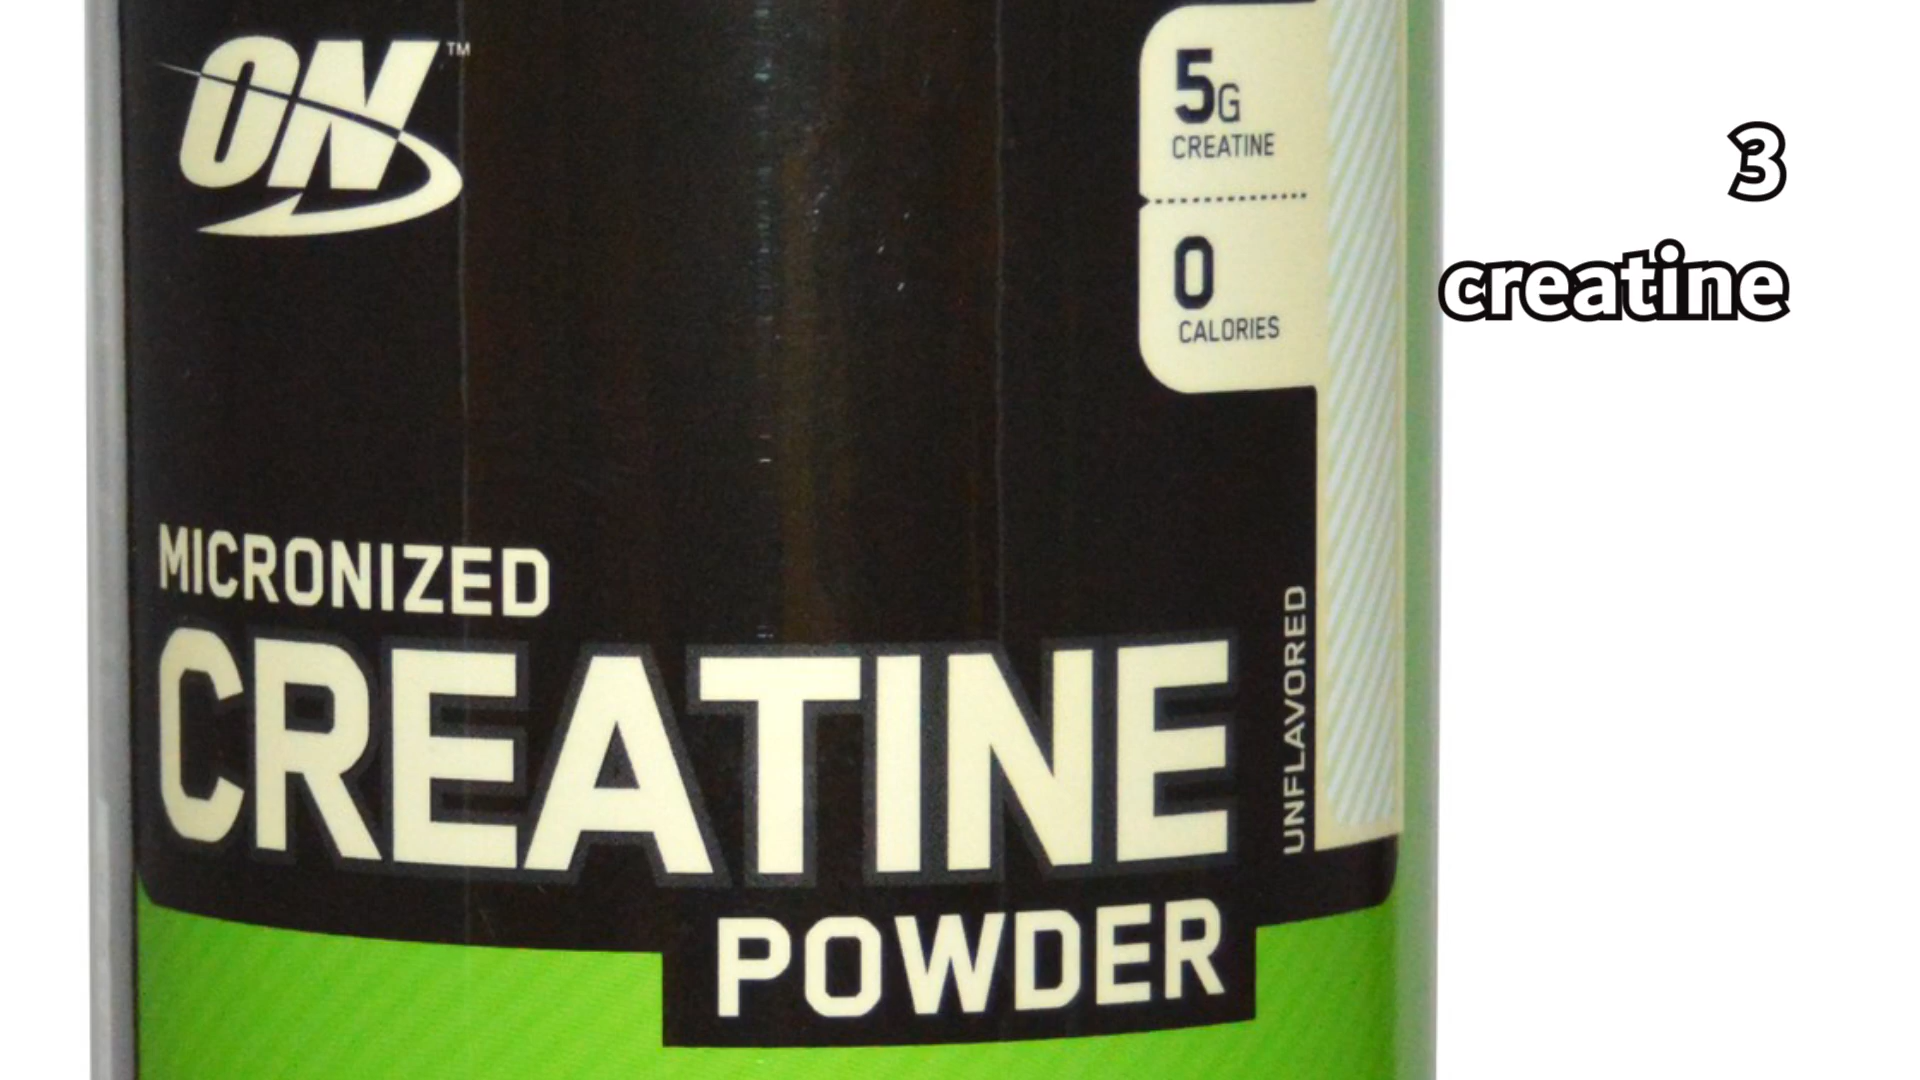 ON™
5G
CREATINE
0
CALORIES
3
creatine
MICRONIZED
CREATINE
UNFLAVORED
POWDER